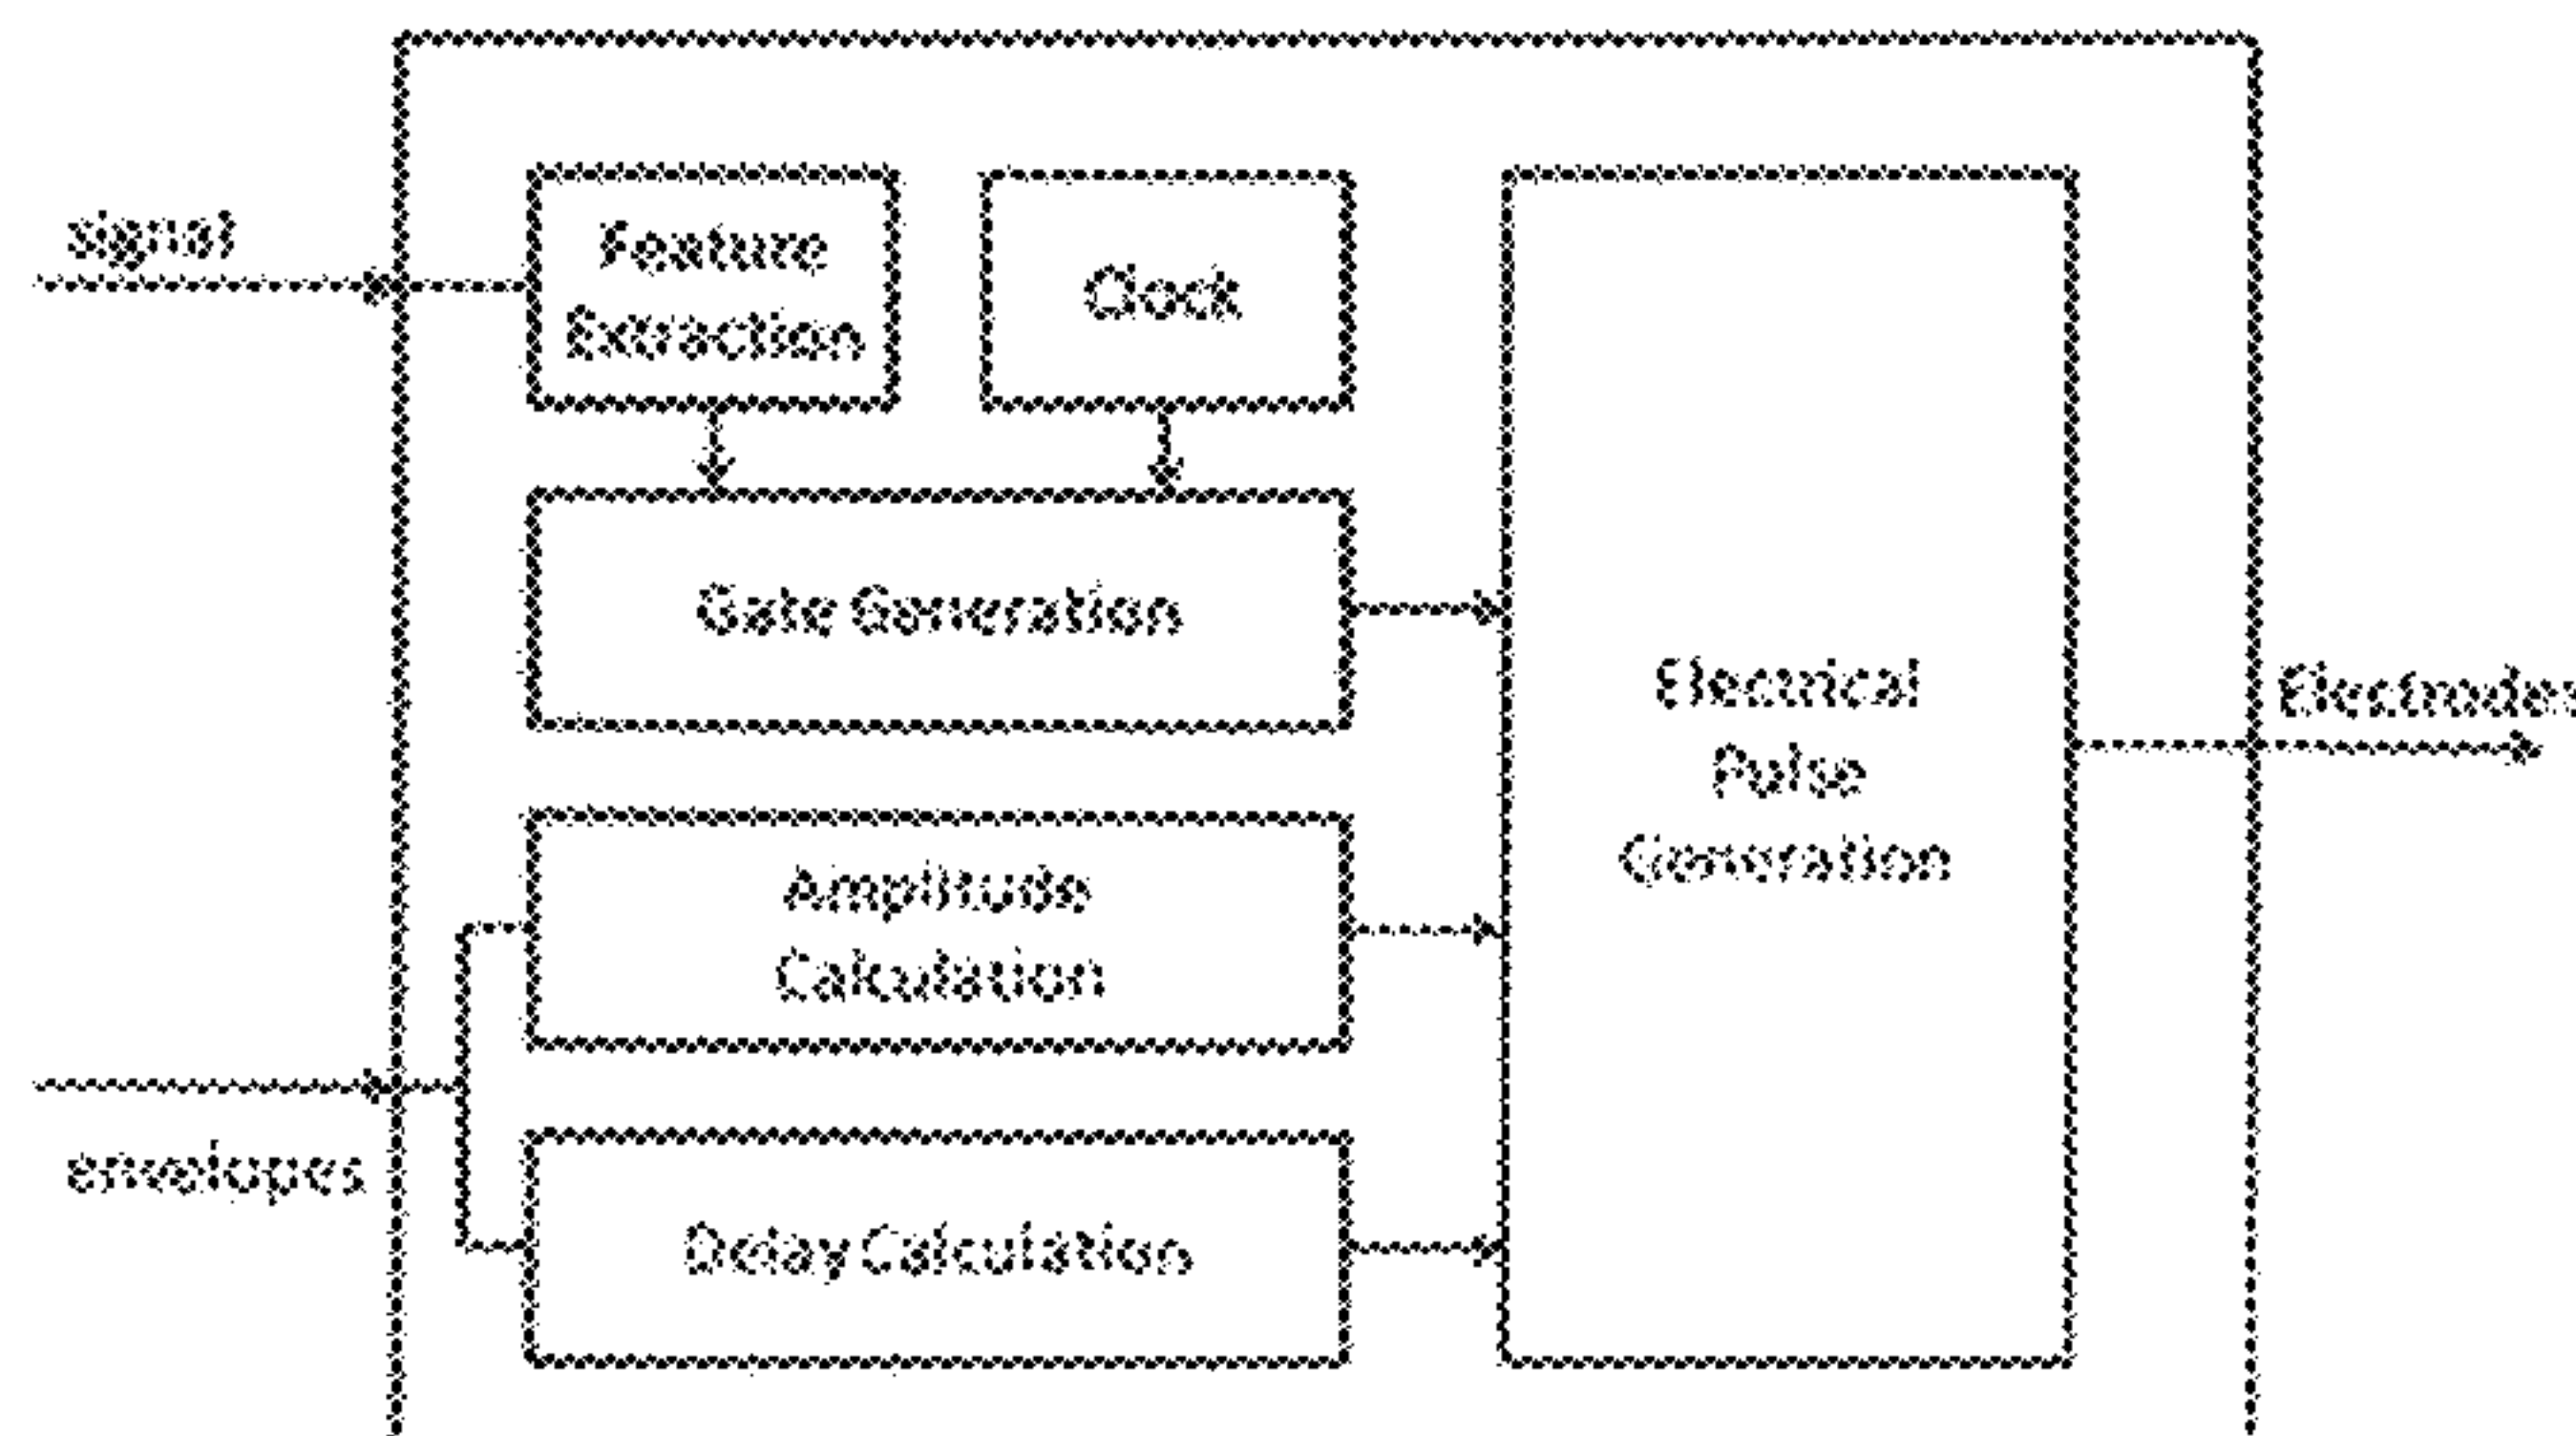 signal
Feature
Extraction
Clock
Gate Generation
Electrical
Pulse
Generation
Electrodes
Amplitude
Calculation
envelopes
Delay Calculation